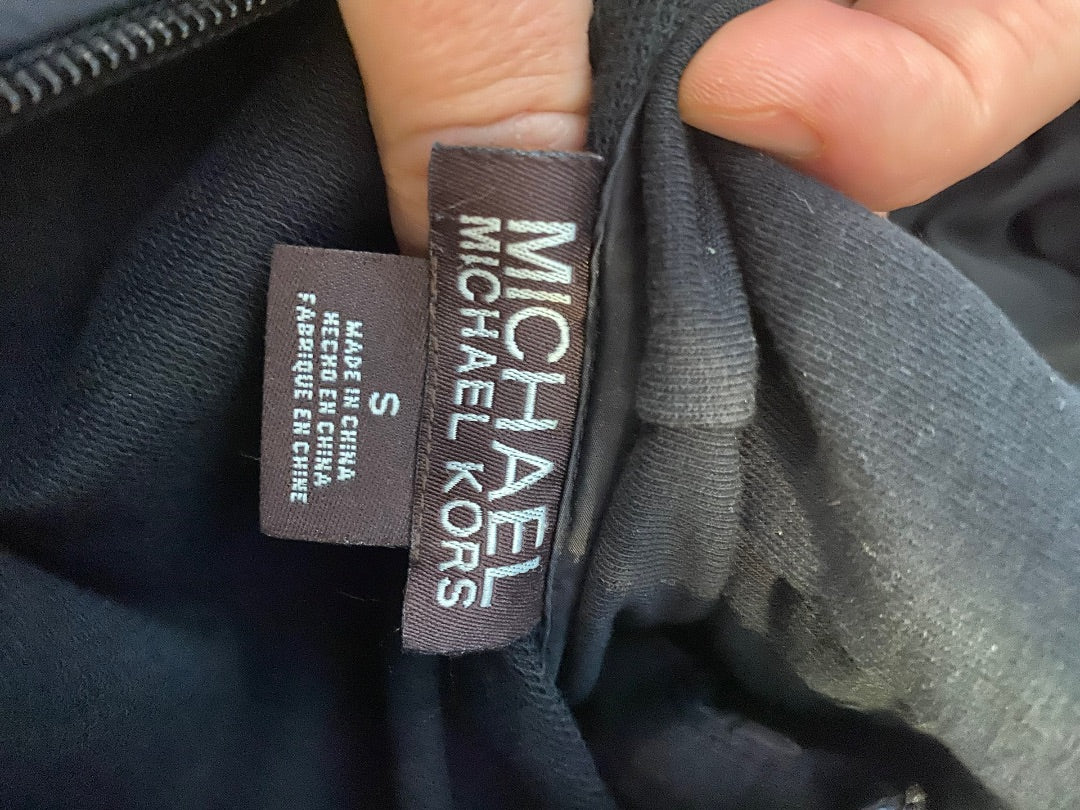 MICHAEL
MICHAEL KORS
S
MADE IN CHINA
HECHO EN CHINA
FABRIQUE EN CHINE